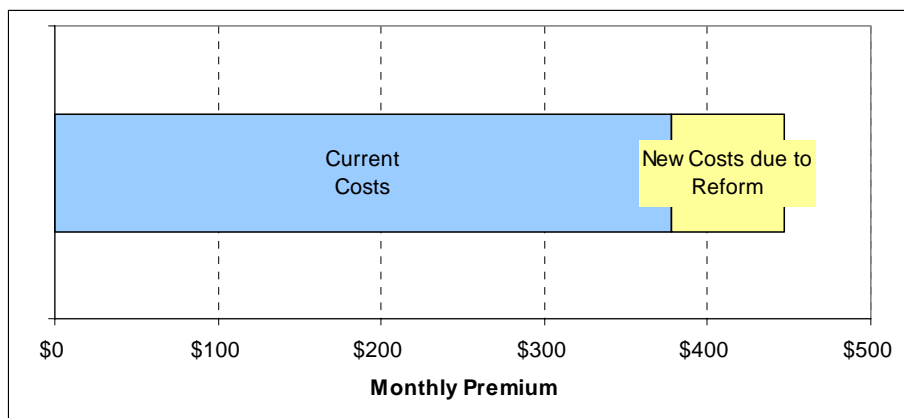 Current
Costs
New Costs due to
Reform
$0 $100 $200 $300 $400 $500
Monthly Premium